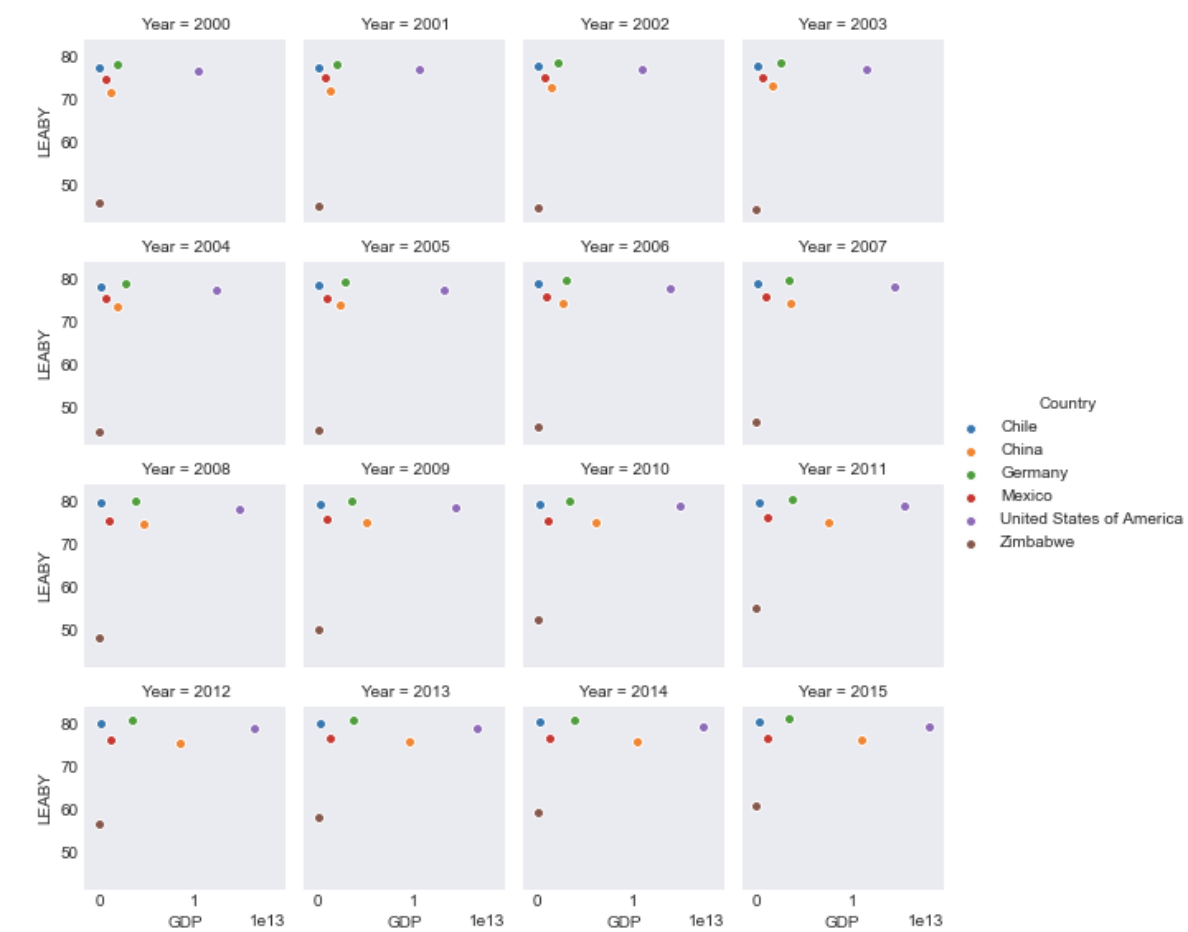 Year = 2000 Year = 2001 Year = 2002 Year = 2003
80
70
60
50
LEABY
Year = 2004 Year = 2005 Year = 2006 Year = 2007
80
70
60
50
LEABY
Country
Chile
China
Germany
Mexico
United States of America
Zimbabwe
Year = 2008 Year = 2009 Year = 2010 Year = 2011
80
70
60
50
LEABY
Year = 2012 Year = 2013 Year = 2014 Year = 2015
80
70
60
50
LEABY
0 1 0 1 0 1 0 1
GDP 1e13 GDP 1e13 GDP 1e13 GDP 1e13